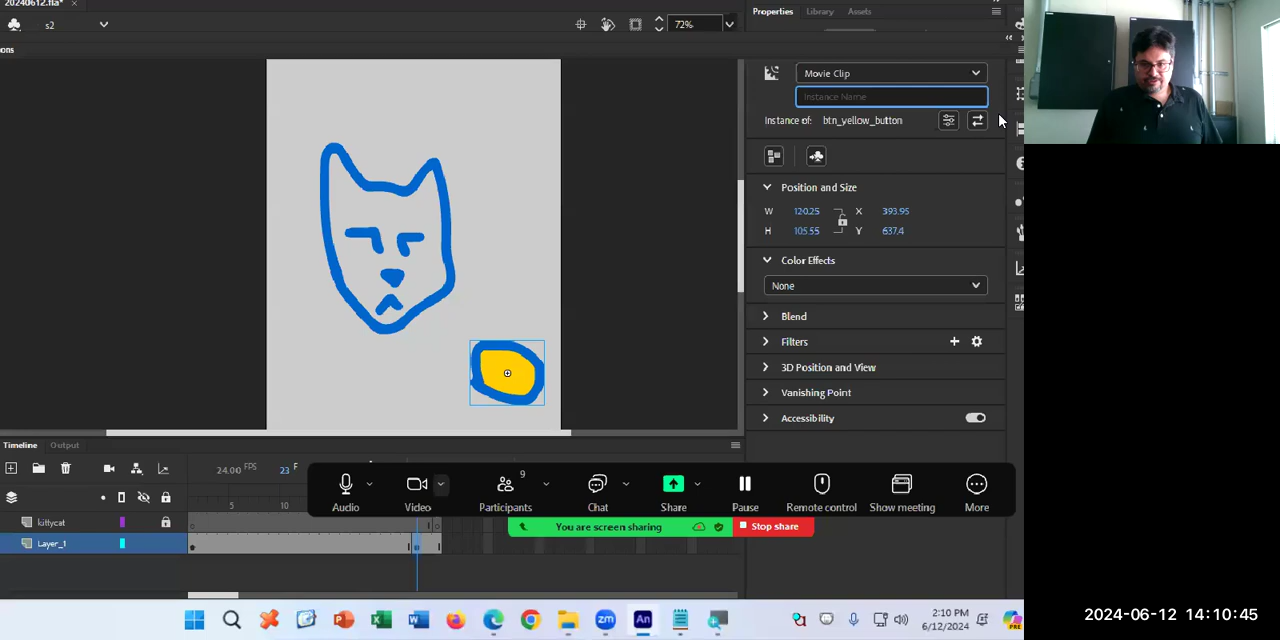 20240612.fla* ×
Properties Library Assets
s2
72%
ons
Movie Clip
Instance Name
Instance of: btn_yellow_button
Position and Size
W 120.25 X 393.95
H 105.55 Y 637.4
Color Effects
None
Blend
Filters
3D Position and View
Vanishing Point
Accessibility
Timeline Output
24.00 FPS 23 F
5 10
kittycat
Layer_1
9
Audio Video Participants Chat Share Pause Remote control Show meeting More
You are screen sharing Stop share
2:10 PM
6/12/2024
2024-06-12 14:10:45